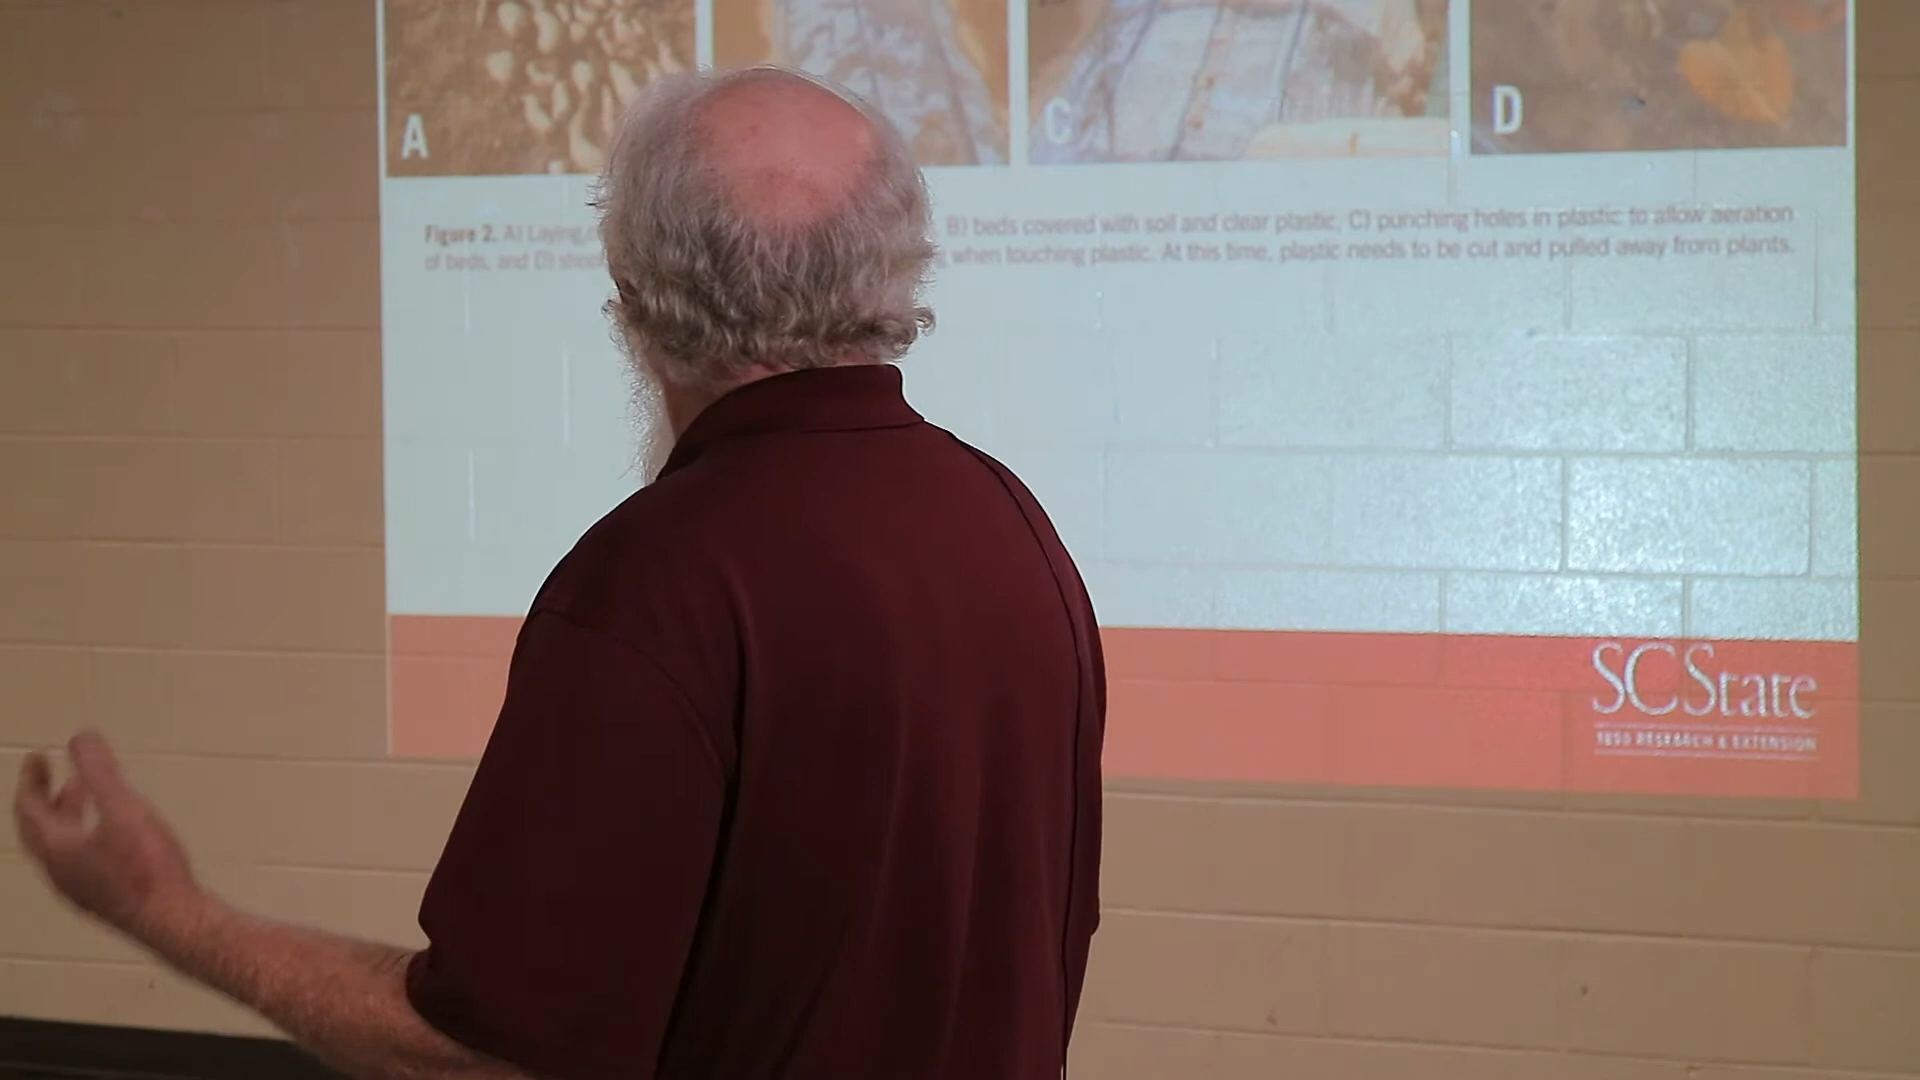 A
C
D
Figure 2. A) Laying B) beds covered with soil and clear plastic, C) punching holes in plastic to allow aeration
of beds, and D) when touching plastic. At this time, plastic needs to be cut and pulled away from plants.
SC State
1890 RESEARCH & EXTENSION